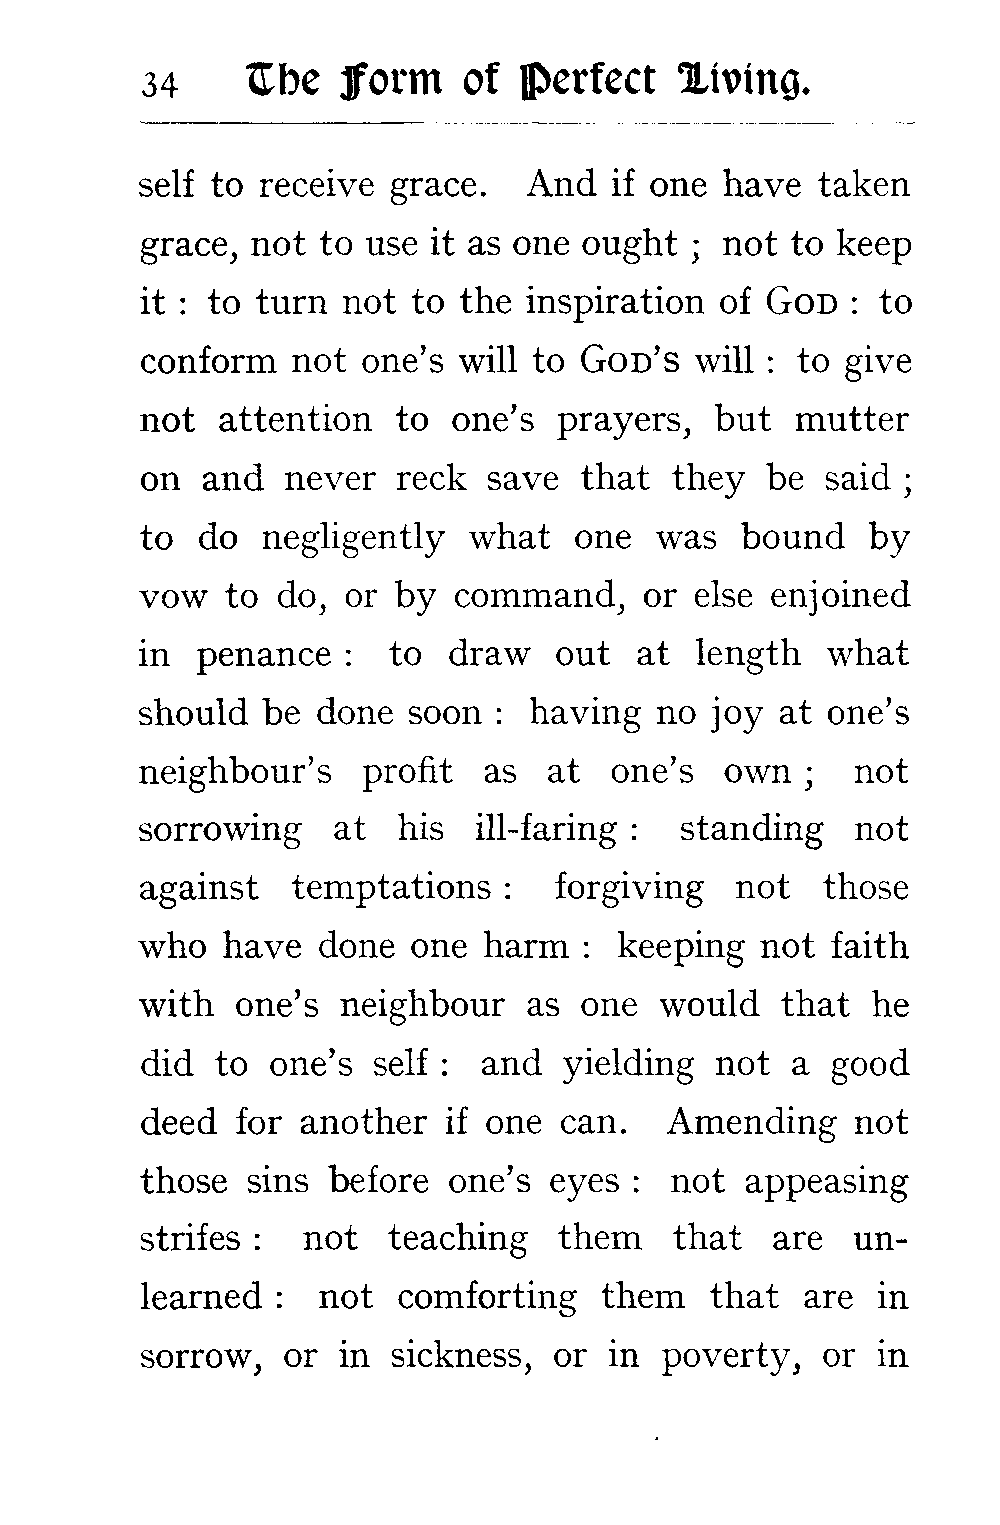 34 The Form of Perfect Living.
self to receive grace. And if one have taken
grace, not to use it as one ought ; not to keep
it : to turn not to the inspiration of GOD : to
conform not one's will to GOD'S will : to give
not attention to one's prayers, but mutter
on and never reck save that they be said ;
to do negligently what one was bound by
vow to do, or by command, or else enjoined
in penance : to draw out at length what
should be done soon : having no joy at one's
neighbour's profit as at one's own ; not
sorrowing at his ill-faring : standing not
against temptations : forgiving not those
who have done one harm : keeping not faith
with one's neighbour as one would that he
did to one's self : and yielding not a good
deed for another if one can. Amending not
those sins before one's eyes : not appeasing
strifes : not teaching them that are un-
learned : not comforting them that are in
sorrow, or in sickness, or in poverty, or in